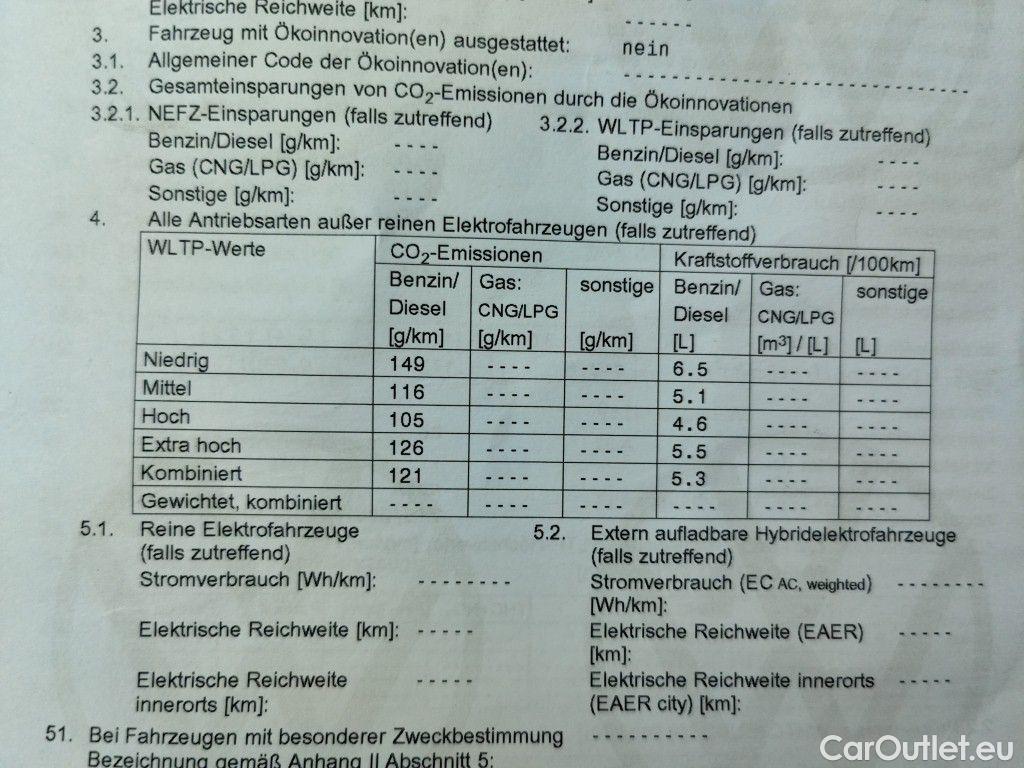 Elektrische Reichweite [km]: - - - - - -
3. Fahrzeug mit Ökoinnovation(en) ausgestattet: nein
3.1. Allgemeiner Code der Ökoinnovation(en): - - - - - - - - - - - - - - - - - - - - - - - - - - - - - -
3.2. Gesamteinsparungen von CO2-Emissionen durch die Ökoinnovationen
3.2.1. NEFZ-Einsparungen (falls zutreffend) 3.2.2. WLTP-Einsparungen (falls zutreffend)
Benzin/Diesel [g/km]: - - - - Benzin/Diesel [g/km]: - - - -
Gas (CNG/LPG) [g/km]: - - - - Gas (CNG/LPG) [g/km]: - - - -
Sonstige [g/km]: - - - - Sonstige [g/km]: - - - -
4. Alle Antriebsarten außer reinen Elektrofahrzeugen (falls zutreffend)
WLTP-Werte CO2-Emissionen Kraftstoffverbrauch [/100km]
Benzin/ Gas: sonstige Benzin/ Gas: sonstige
Diesel CNG/LPG Diesel CNG/LPG
[g/km] [g/km] [g/km] [L] [m³] / [L] [L]
Niedrig 149 - - - - - - - - 6.5 - - - - - - - -
Mittel 116 - - - - - - - - 5.1 - - - - - - - -
Hoch 105 - - - - - - - - 4.6 - - - - - - - -
Extra hoch 126 - - - - - - - - 5.5 - - - - - - - -
Kombiniert 121 - - - - - - - - 5.3 - - - - - - - -
Gewichtet, kombiniert - - - - - - - - - - - - - - - - - - - - - - - -
5.1. Reine Elektrofahrzeuge 5.2. Extern aufladbare Hybridelektrofahrzeuge
(falls zutreffend) (falls zutreffend)
Stromverbrauch [Wh/km]: - - - - - - - - Stromverbrauch (EC AC, weighted) - - - - - - - -
[Wh/km]:
Elektrische Reichweite [km]: - - - - - Elektrische Reichweite (EAER) - - - - -
[km]:
Elektrische Reichweite - - - - - Elektrische Reichweite innerorts - - - - -
innerorts [km]: (EAER city) [km]:
51. Bei Fahrzeugen mit besonderer Zweckbestimmung - - - - - - - - - -
Bezeichnung gemäß Anhang II Abschnitt 5:
CarOutlet.eu